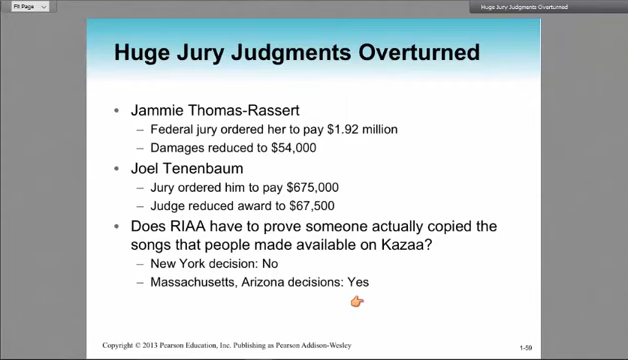 Fit Page
Huge Jury Judgments Overturned
Huge Jury Judgments Overturned
• Jammie Thomas-Rassert
– Federal jury ordered her to pay $1.92 million
– Damages reduced to $54,000
• Joel Tenenbaum
– Jury ordered him to pay $675,000
– Judge reduced award to $67,500
• Does RIAA have to prove someone actually copied the
songs that people made available on Kazaa?
– New York decision: No
– Massachusetts, Arizona decisions: Yes
Copyright © 2013 Pearson Education, Inc. Publishing as Pearson Addison-Wesley
1-59